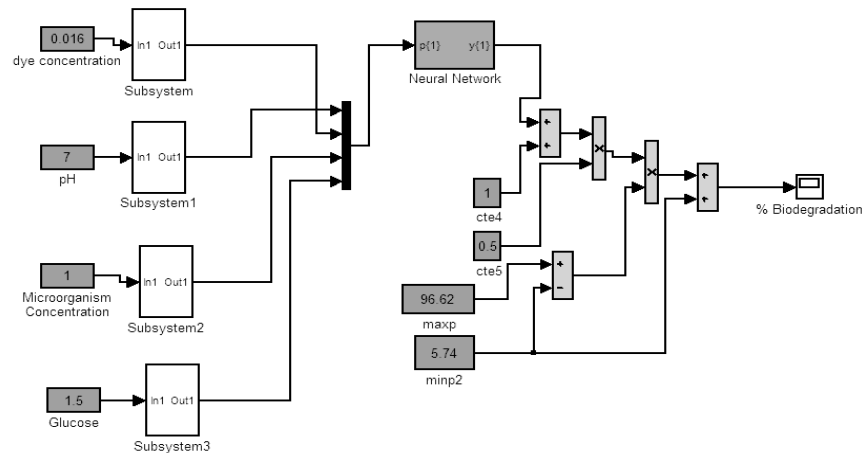 0.016
dye concentration
In1 Out1
Subsystem
7
pH
In1 Out1
Subsystem1
1
Microorganism
Concentration
In1 Out1
Subsystem2
1.5
Glucose
In1 Out1
Subsystem3
p{1} y{1}
Neural Network
+
+
1
cte4
×
0.5
cte5
+
−
96.62
maxp
5.74
minp2
×
+
+
% Biodegradation